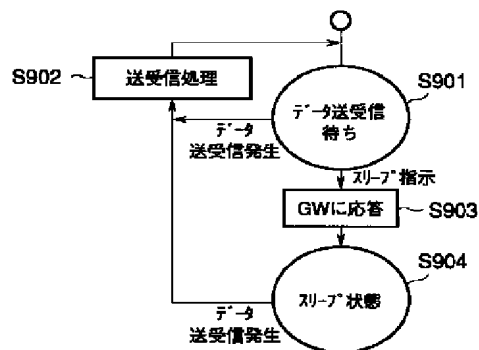 S902
送受信処理
S901
データ送受信
待ち
データ
送受信発生
スリープ指示
GWに応答
S903
S904
スリープ状態
データ
送受信発生